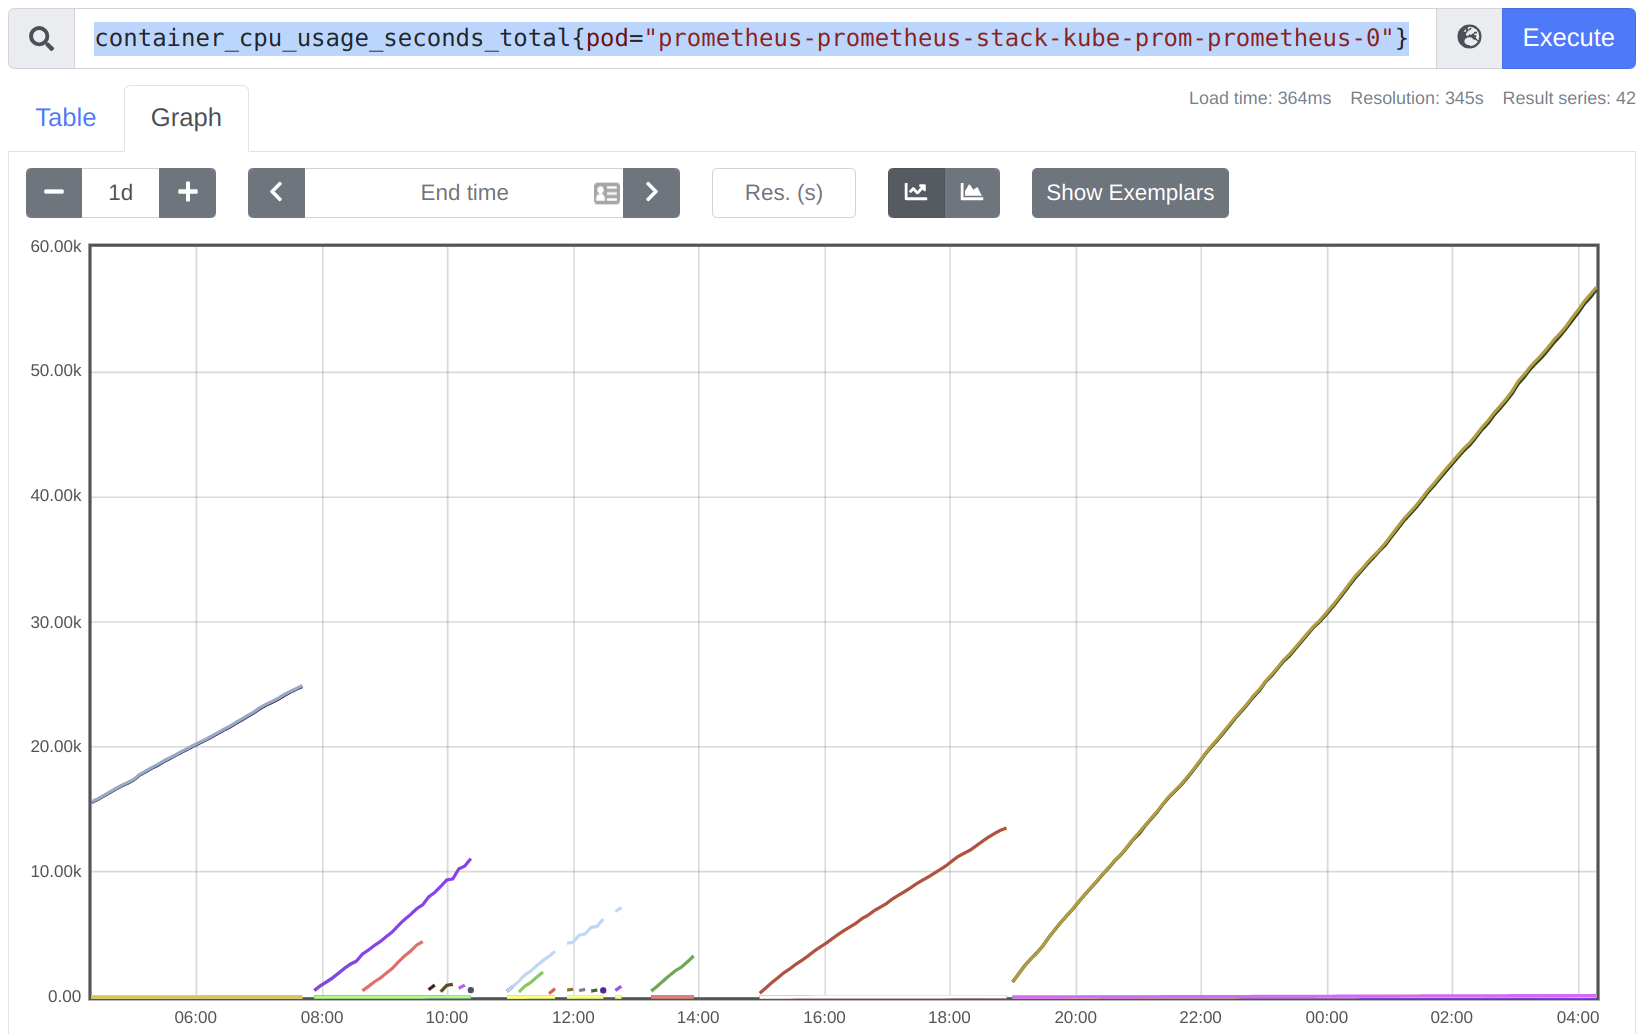 container_cpu_usage_seconds_total{pod="prometheus-prometheus-stack-kube-prom-prometheus-0"}
Execute
Load time: 364ms Resolution: 345s Result series: 42
Table
Graph
1d
End time
Res. (s)
Show Exemplars
60.00k
50.00k
40.00k
30.00k
20.00k
10.00k
0.00
06:00 08:00 10:00 12:00 14:00 16:00 18:00 20:00 22:00 00:00 02:00 04:00